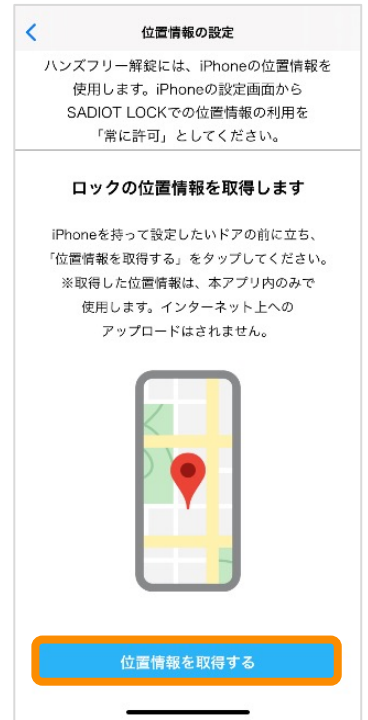 位置情報の設定
ハンズフリー解錠には、iPhoneの位置情報を
使用します。iPhoneの設定画面から
SADIOT LOCKでの位置情報の利用を
「常に許可」としてください。
ロックの位置情報を取得します
iPhoneを持って設定したいドアの前に立ち、
「位置情報を取得する」をタップしてください。
※取得した位置情報は、本アプリ内のみで
使用します。インターネット上への
アップロードはされません。
位置情報を取得する